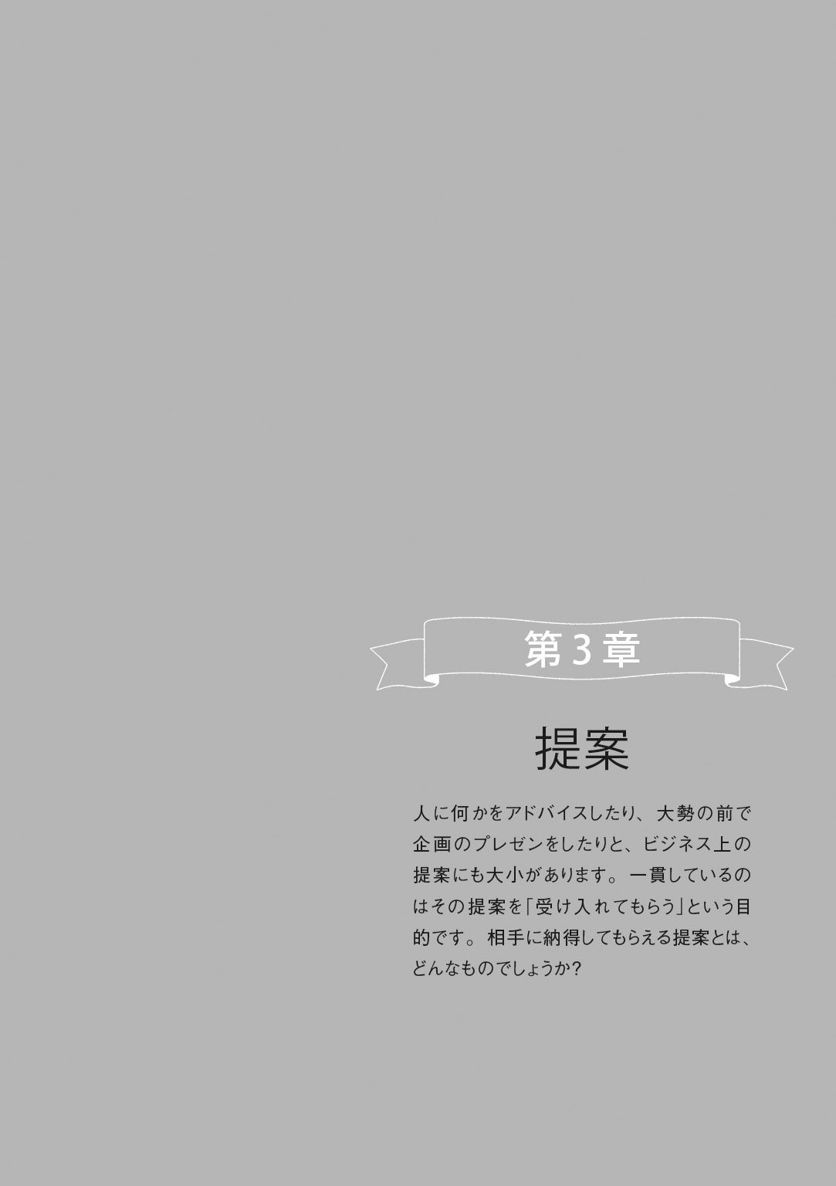 第3章
提案
人に何かをアドバイスしたり、大勢の前で
企画のプレゼンをしたりと、ビジネス上の
提案にも大小があります。一貫しているの
はその提案を「受け入れてもらう」という目
的です。相手に納得してもらえる提案とは、
どんなものでしょうか?